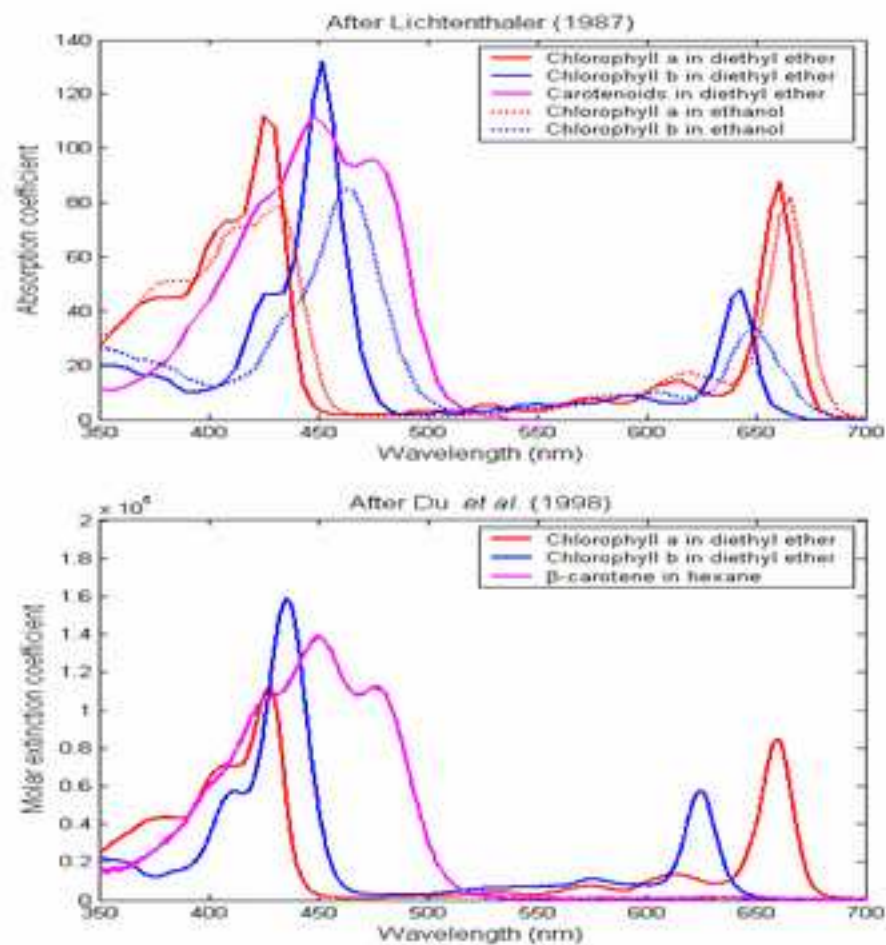 After Lichtenthaler (1987)
140
120
100
80
60
40
20
0
Absorption coefficient
Chlorophyll a in diethyl ether
Chlorophyll b in diethyl ether
Carotenoids in diethyl ether
Chlorophyll a in ethanol
Chlorophyll b in ethanol
350 400 450 500 550 600 650 700
Wavelength (nm)
After Du et al. (1998)
2
1.8
1.6
1.4
1.2
1
0.8
0.6
0.4
0.2
0
Molar extinction coefficient
Chlorophyll a in diethyl ether
Chlorophyll b in diethyl ether
β-carotene in hexane
350 400 450 500 550 600 650 700
Wavelength (nm)